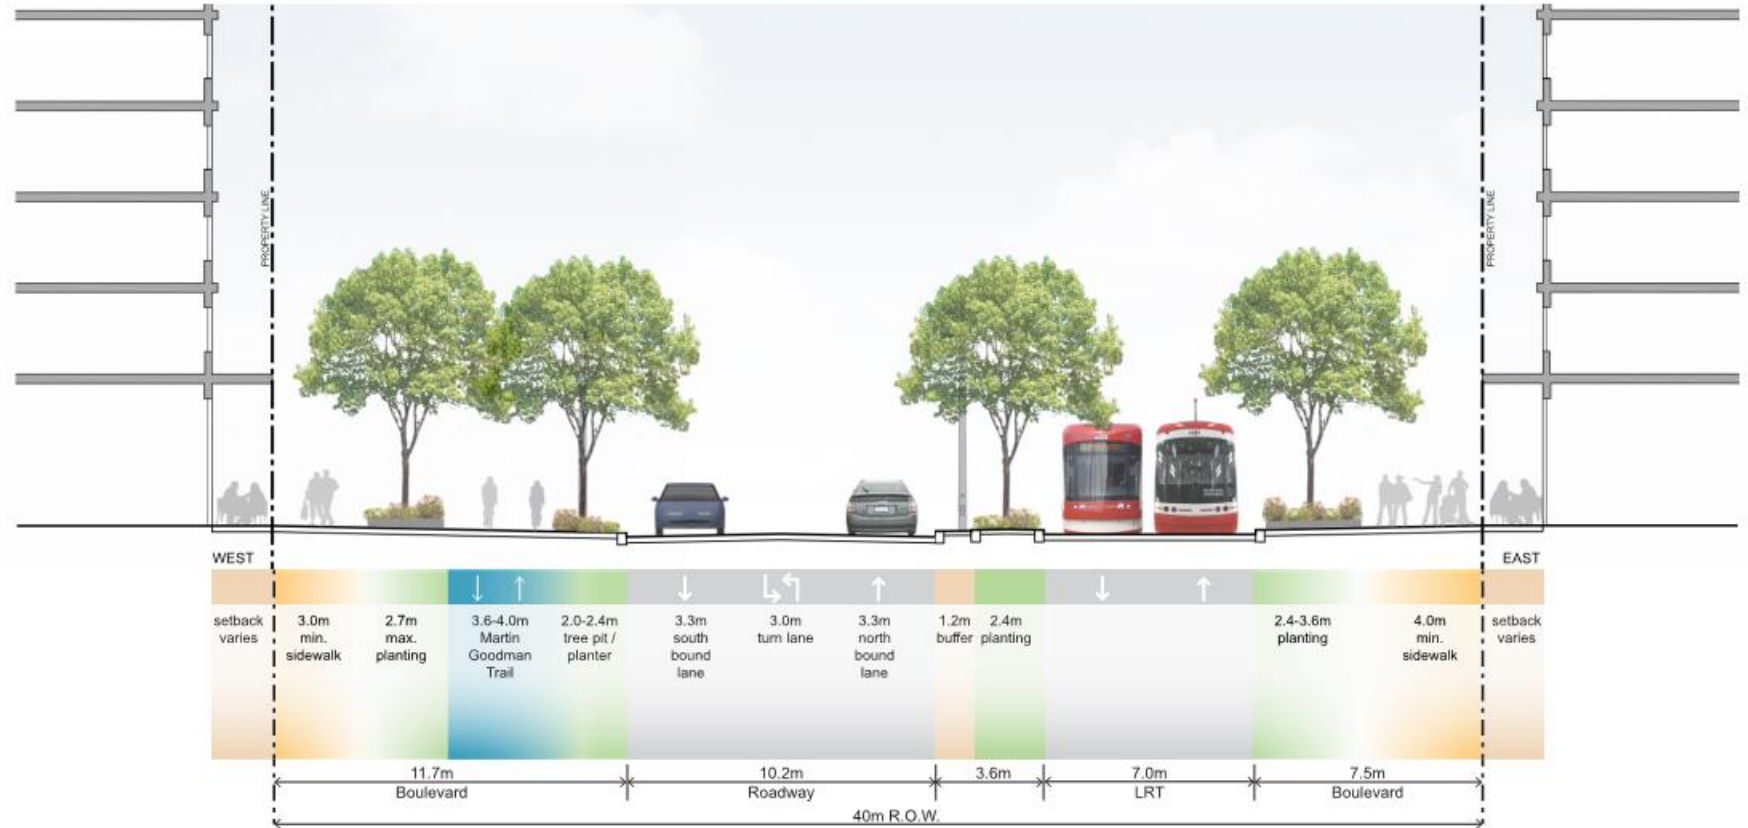 PROPERTY LINE
PROPERTY LINE
WEST
EAST
setback
varies
3.0m
min.
sidewalk
2.7m
max.
planting
3.6-4.0m
Martin
Goodman
Trail
2.0-2.4m
tree pit /
planter
3.3m
south
bound
lane
3.0m
turn lane
3.3m
north
bound
lane
1.2m
buffer
2.4m
planting
2.4-3.6m
planting
4.0m
min.
sidewalk
setback
varies
11.7m
Boulevard
10.2m
Roadway
3.6m
7.0m
LRT
7.5m
Boulevard
40m R.O.W.